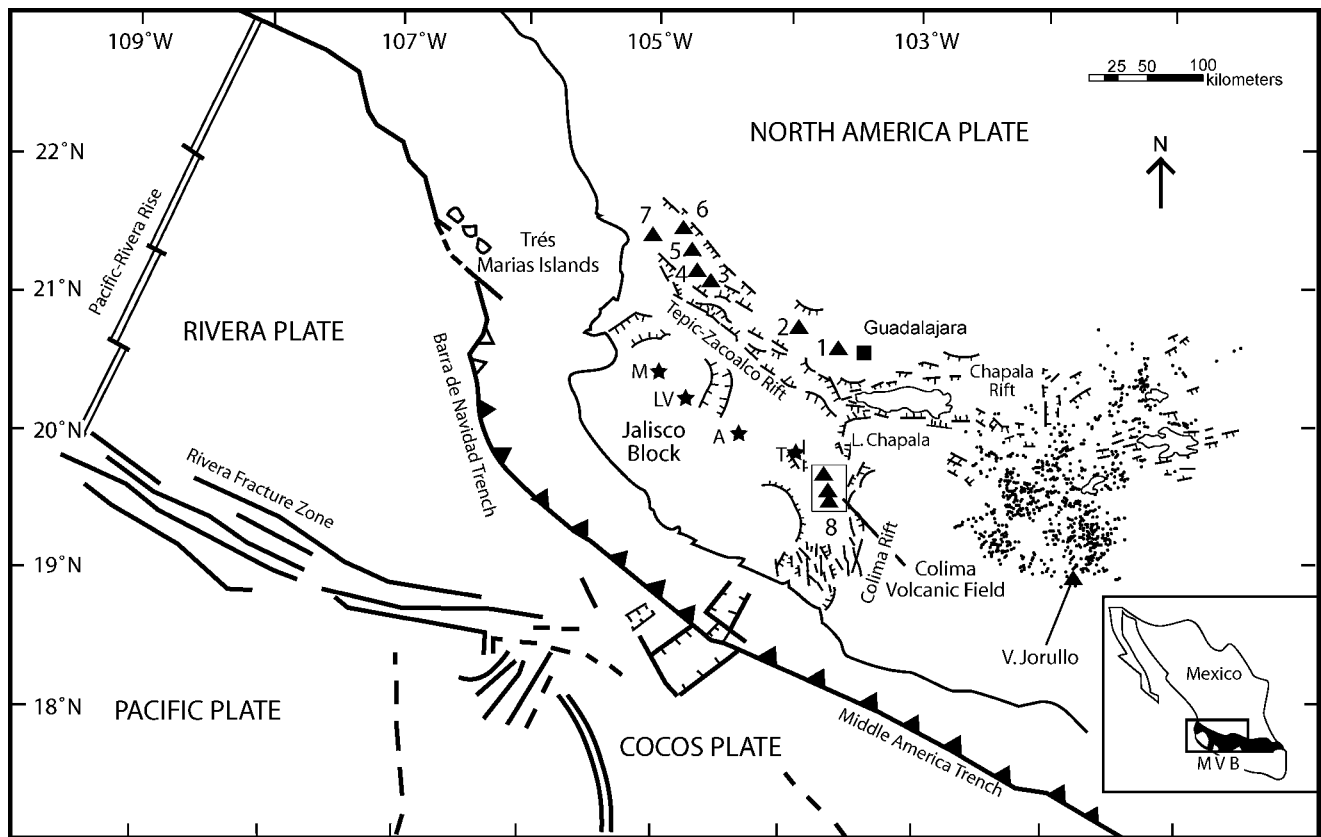 109˚W 107˚W 105˚W 103˚W
25 50 100
kilometers
NORTH AMERICA PLATE
N
22˚N
Pacific-Rivera Rise
7 6
5
4 3
Trés
Marias Islands
21˚N
RIVERA PLATE
Tepic-Zacoalco Rift
2
1
Guadalajara
Barra de Navidad Trench
M
LV
Chapala
Rift
20˚N
Jalisco
Block
A
T
L. Chapala
Rivera Fracture Zone
8
Colima Rift
19˚N
Colima
Volcanic Field
V. Jorullo
Mexico
18˚N
PACIFIC PLATE
COCOS PLATE
Middle America Trench
M V B